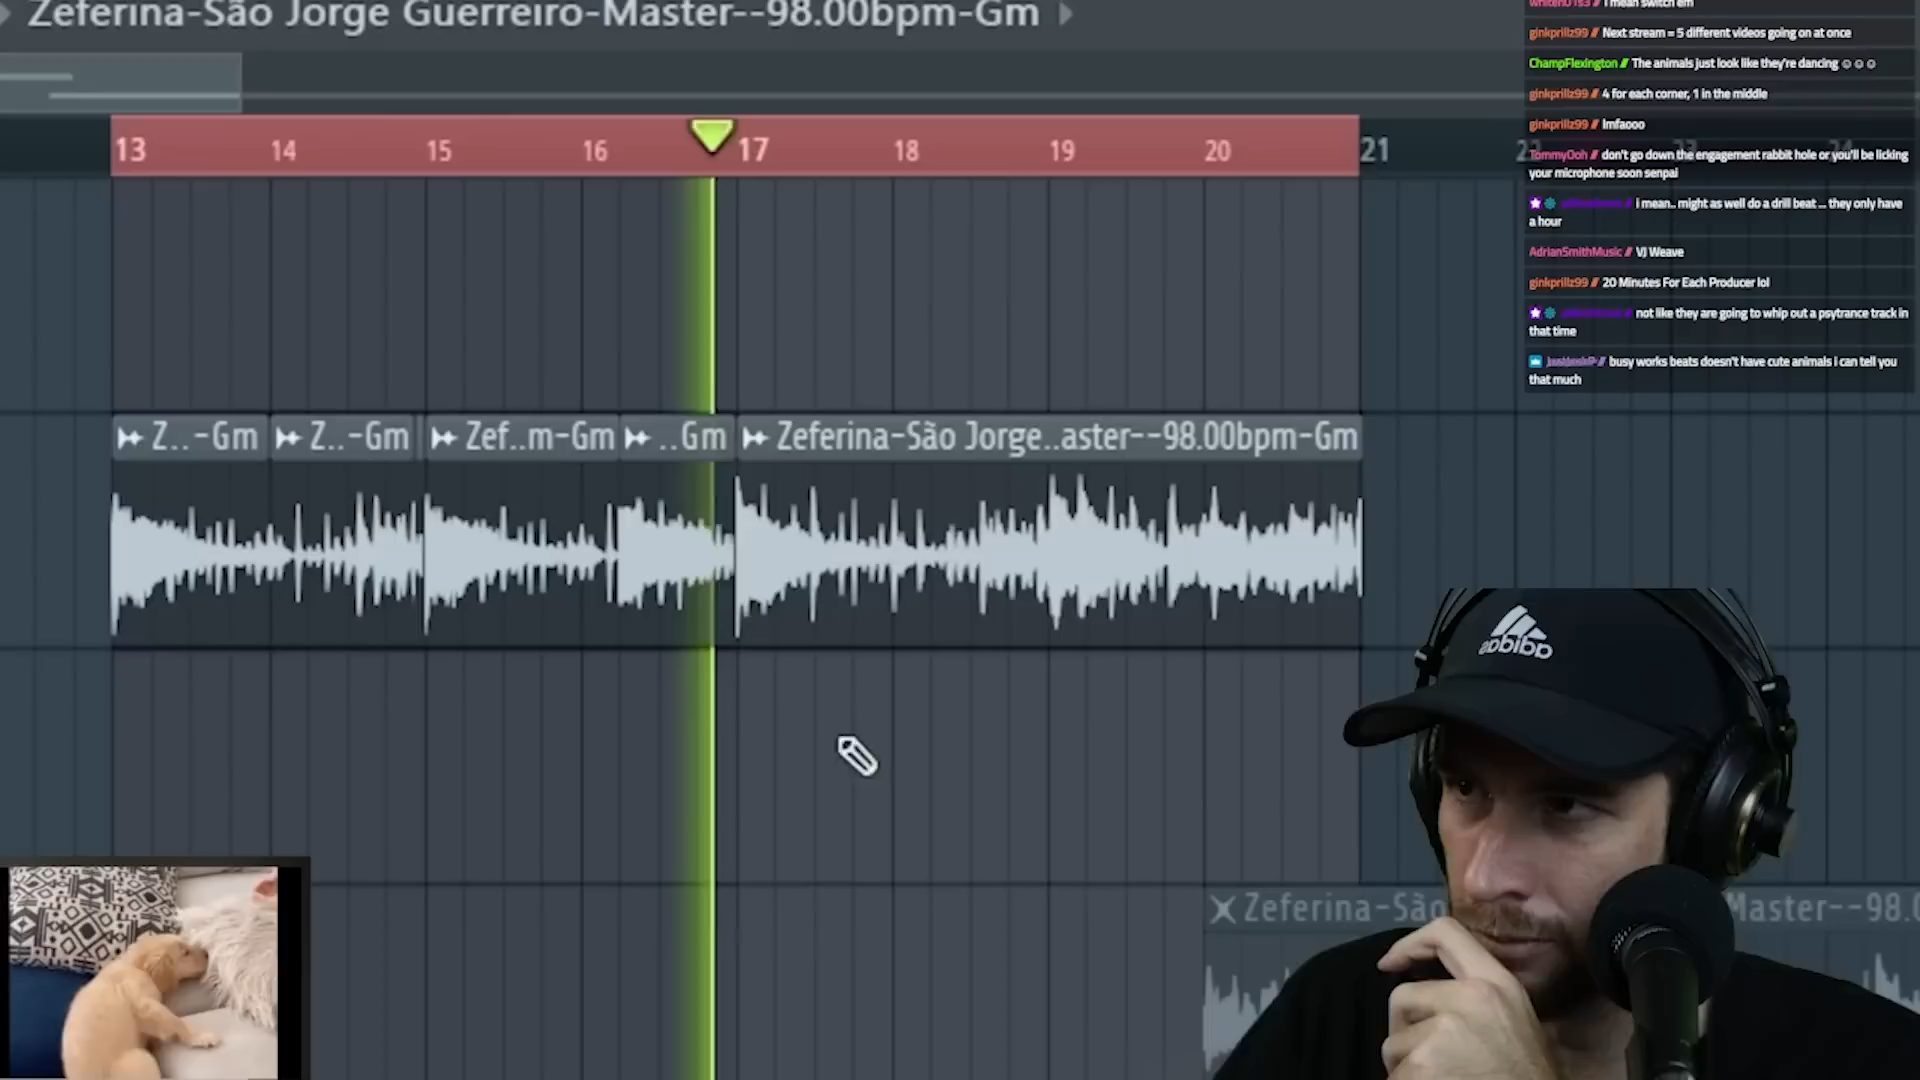 Zeferina-São Jorge Guerreiro-Master--98.00bpm-Gm
13 14 15 16 17 18 19 20 21
Z..-Gm Z..-Gm Zef..m-Gm ..Gm Zeferina-São Jorge..aster--98.00bpm-Gm
Zeferina-São Master--98.0
adidas
// I mean switch em
ginkprillz99 // Next stream = 5 different videos going on at once
ChampFlexington // The animals just look like they're dancing ☺☺☺
ginkprillz99 // 4 for each corner, 1 in the middle
ginkprillz99 // lmfaooo
TommyOoh // don't go down the engagement rabbit hole or you'll be licking
your microphone soon senpai
// i mean.. might as well do a drill beat ... they only have
a hour
AdrianSmithMusic // VJ Weave
ginkprillz99 // 20 Minutes For Each Producer lol
// not like they are going to whip out a psytrance track in
that time
// busy works beats doesn't have cute animals i can tell you
that much